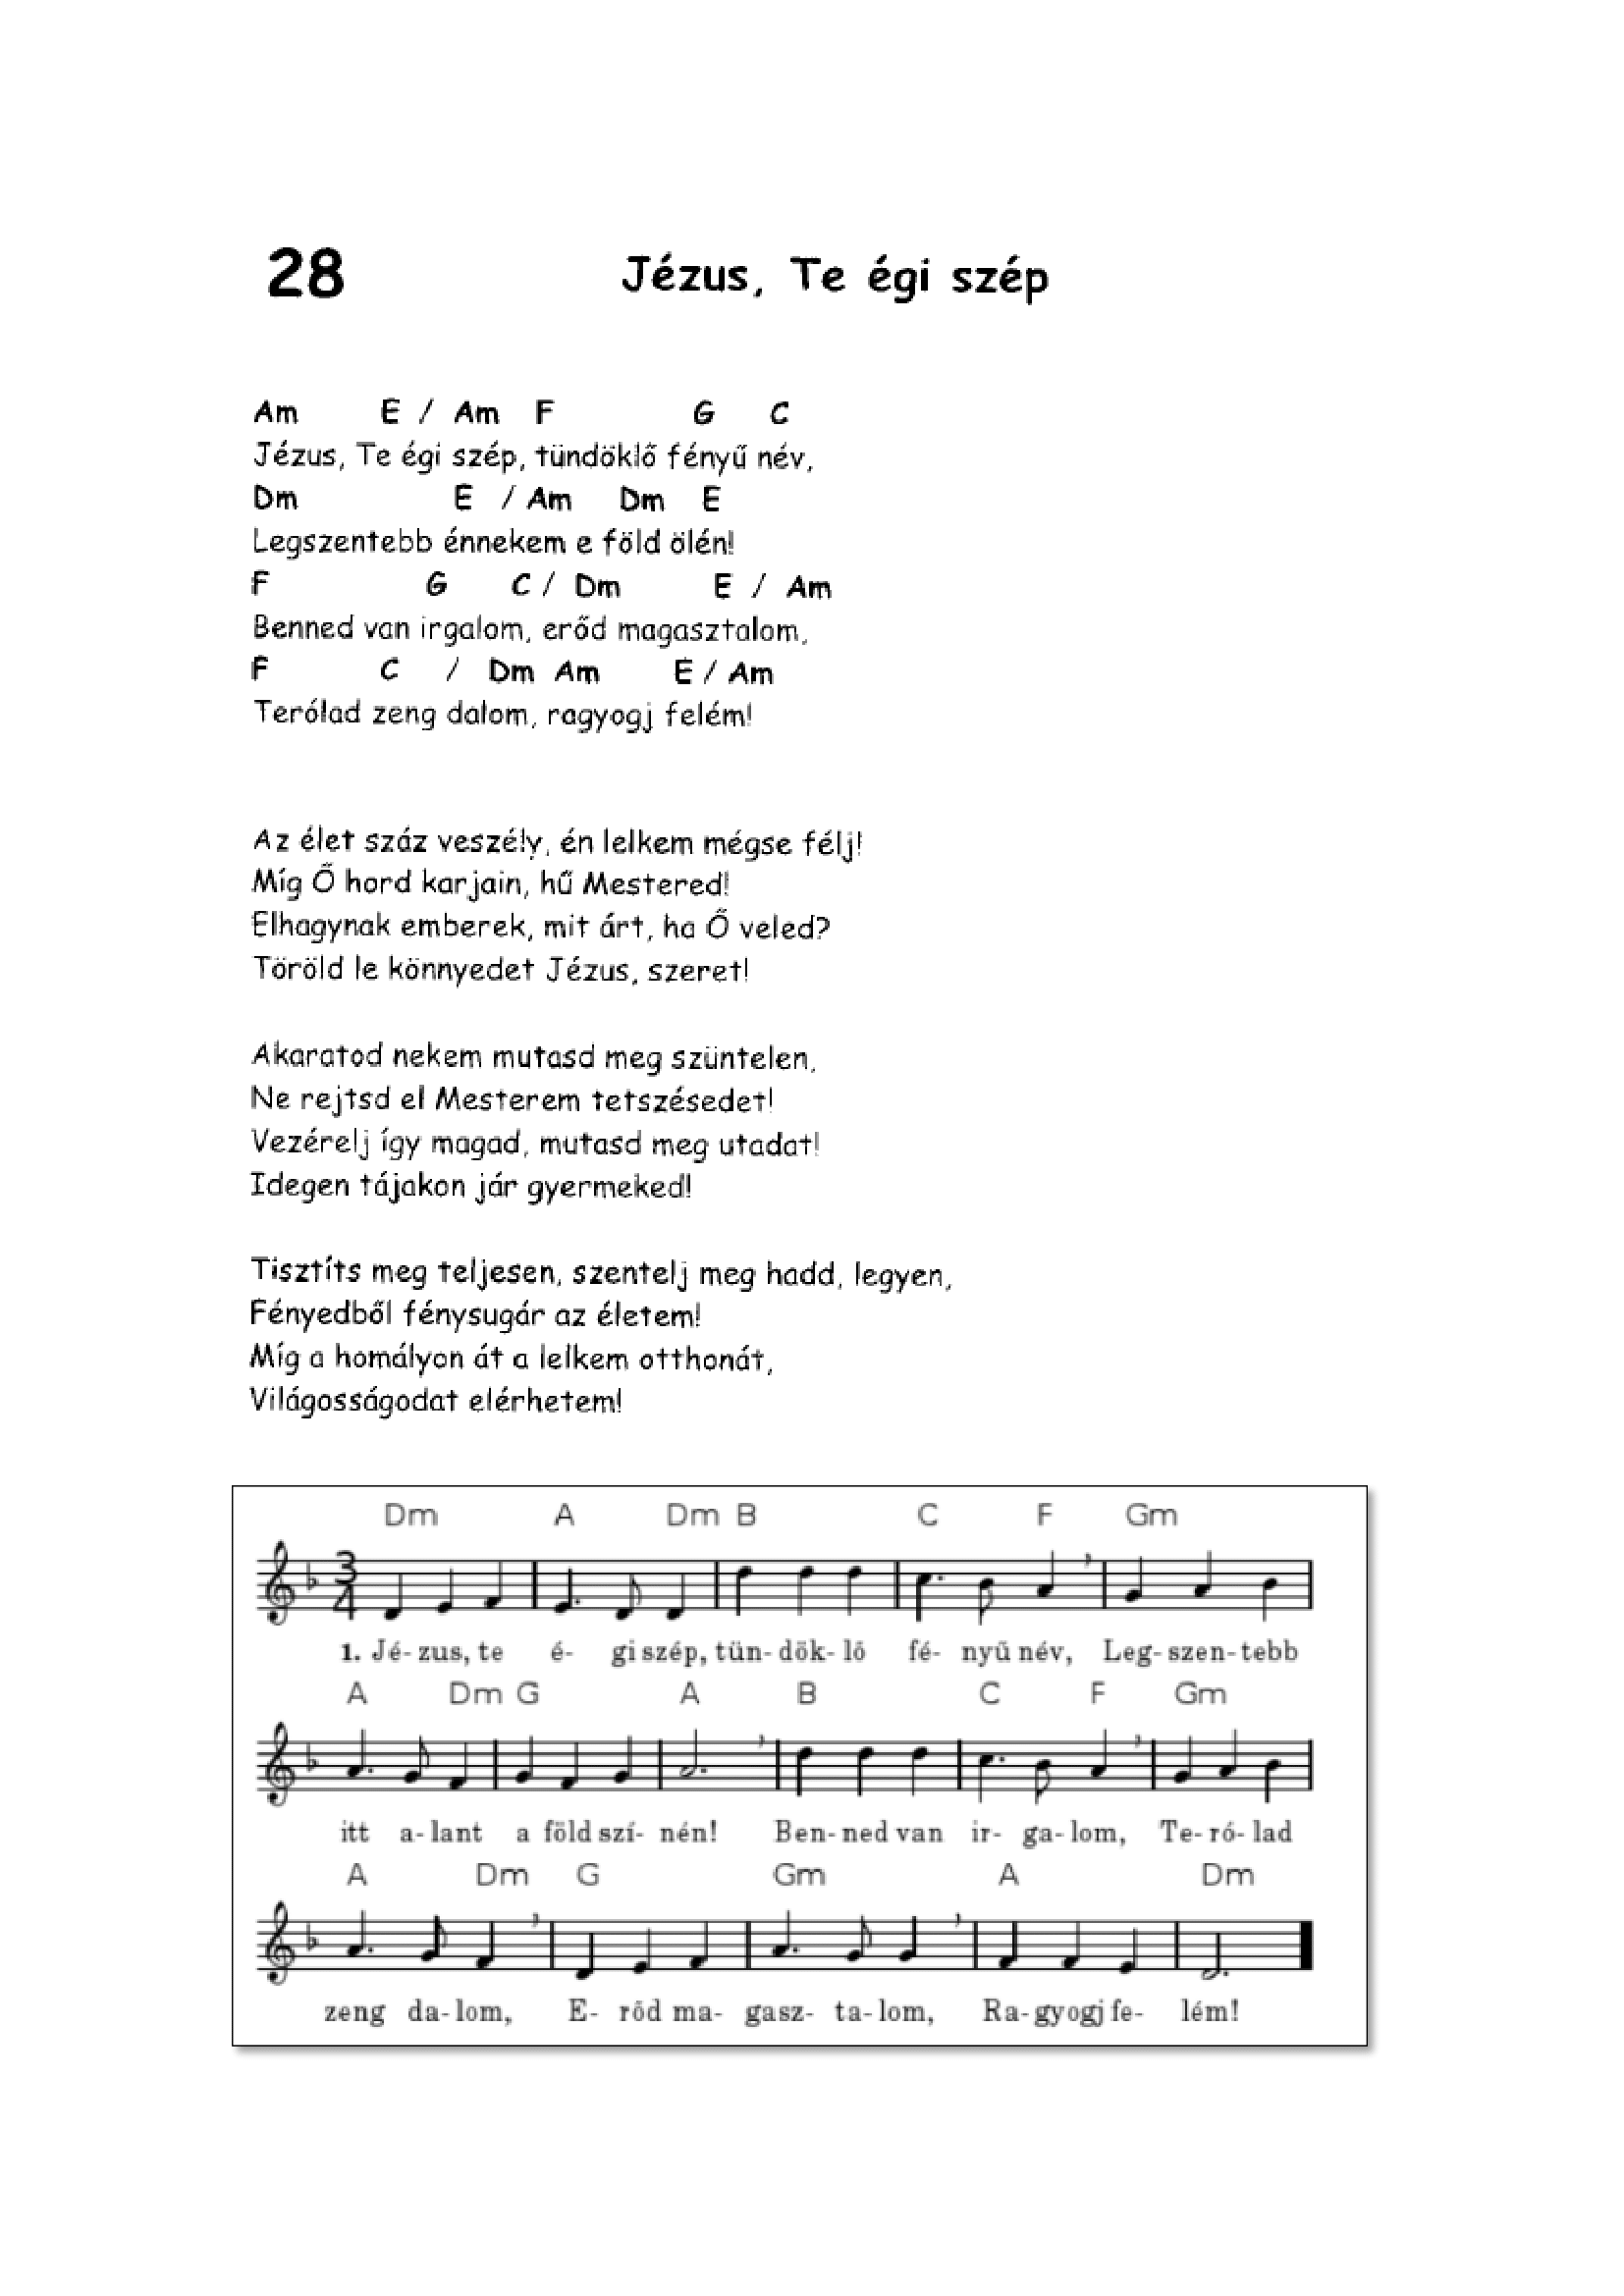 28 Jézus, Te égi szép
Am E / Am F G C
Jézus, Te égi szép, tündöklő fényű név,
Dm E / Am Dm E
Legszentebb énnekem e föld ölén!
F G C / Dm E / Am
Benned van irgalom, erőd magasztalom,
F C / Dm Am E / Am
Terólad zeng dalom, ragyogj felém!
Az élet száz veszély, én lelkem mégse félj!
Míg Ő hord karjain, hű Mestered!
Elhagynak emberek, mit árt, ha Ő veled?
Töröld le könnyedet Jézus, szeret!
Akaratod nekem mutasd meg szüntelen,
Ne rejtsd el Mesterem tetszésedet!
Vezérelj így magad, mutasd meg utadat!
Idegen tájakon jár gyermeked!
Tisztíts meg teljesen, szentelj meg hadd, legyen,
Fényedből fénysugár az életem!
Míg a homályon át a lelkem otthonát,
Világosságodat elérhetem!
Dm A Dm B C F Gm
3
4
1. Jé- zus, te é- gi szép, tün- dök- lő fé- nyű név, Leg- szen- tebb
A Dm G A B C F Gm
itt a- lant a föld szí- nén! Ben- ned van ir- ga- lom, Te- ró- lad
A Dm G Gm A Dm
zeng da- lom, E- rőd ma- gasz- ta- lom, Ra- gyogj fe- lém!